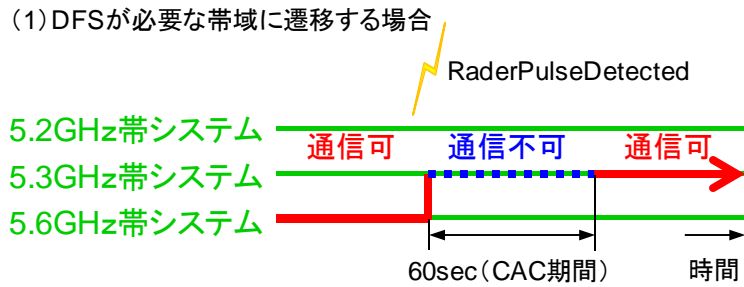 （1）DFSが必要な帯域に遷移する場合
RaderPulseDetected
5.2GHz帯システム
通信可 通信不可 通信可
5.3GHz帯システム
5.6GHz帯システム
60sec（CAC期間） 時間